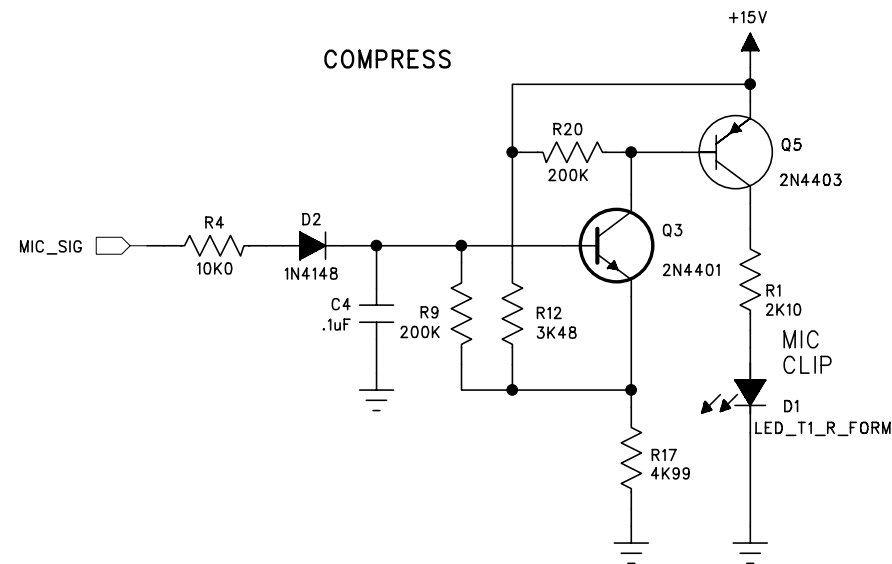 +15V
COMPRESS
R20
200K
Q5
2N4403
MIC_SIG
R4
10K0
D2
1N4148
Q3
2N4401
C4
.1uF
R9
200K
R12
3K48
R1
2K10
MIC
CLIP
D1
LED_T1_R_FORM
R17
4K99